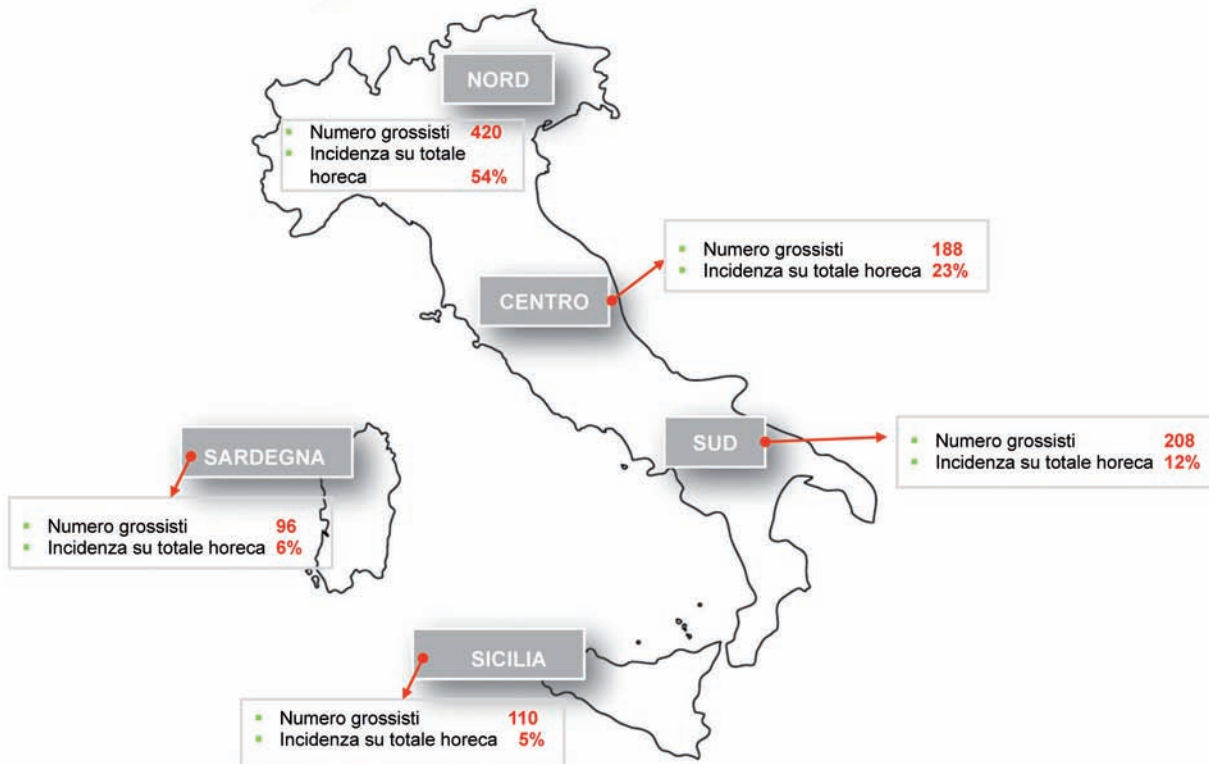 NORD
Numero grossisti 420
Incidenza su totale
horeca 54%
Numero grossisti 188
Incidenza su totale horeca 23%
CENTRO
SUD
Numero grossisti 208
Incidenza su totale horeca 12%
SARDEGNA
Numero grossisti 96
Incidenza su totale horeca 6%
SICILIA
Numero grossisti 110
Incidenza su totale horeca 5%